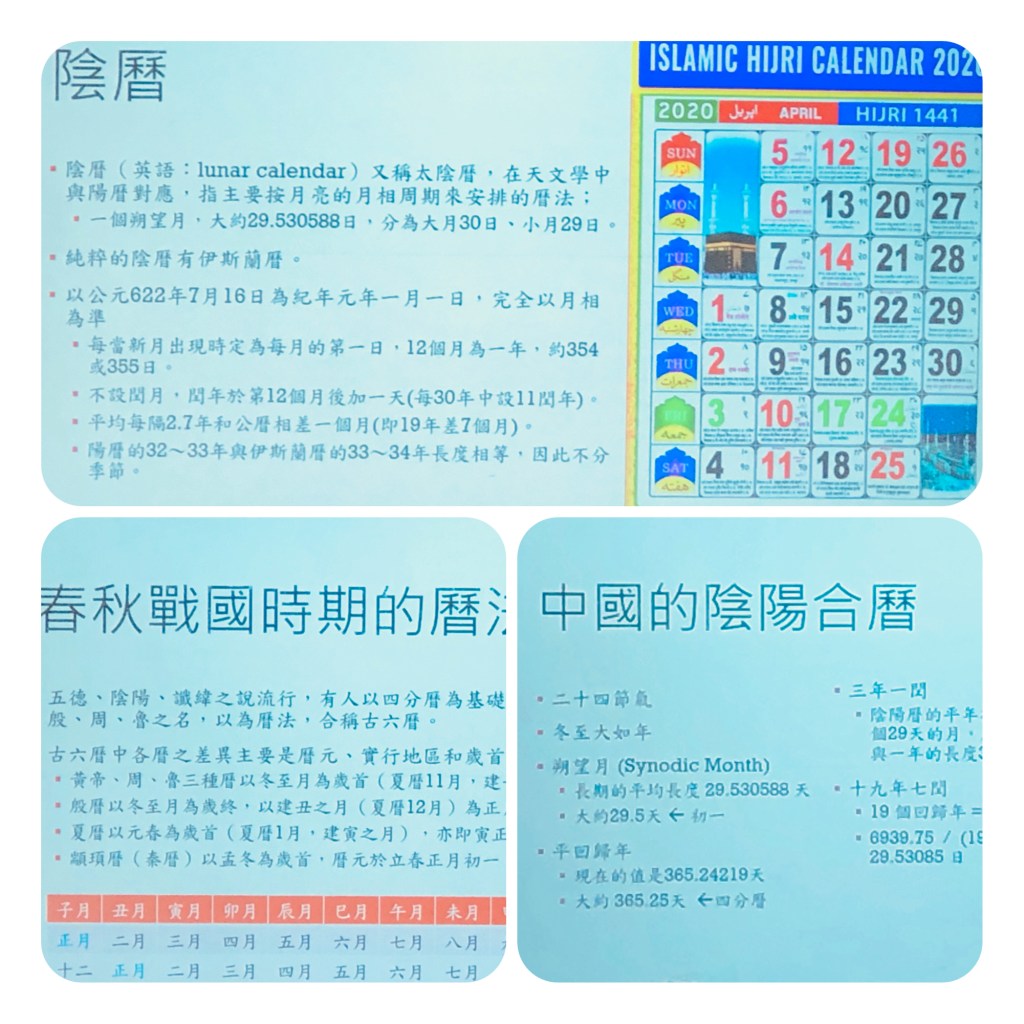 陰曆
陰曆（英語：lunar calendar）又稱太陰曆，在天文學中
與陽曆對應，指主要按月亮的月相周期來安排的曆法；
一個朔望月，大約29.530588日，分為大月30日、小月29日。
純粹的陰曆有伊斯蘭曆。
以公元622年7月16日為紀年元年一月一日，完全以月相
為準
每當新月出現時定為每月的第一日，12個月為一年，約354
或355日。
不設閏月，閏年於第12個月後加一天(每30年中設11閏年)。
平均每隔2.7年和公曆相差一個月(即19年差7個月)。
陽曆的32～33年與伊斯蘭曆的33～34年長度相等，因此不分
季節。
ISLAMIC HIJRI CALENDAR 2020
2020 اپریل APRIL HIJRI 1441
SUN 5 12 19 26
MON 6 13 20 27
TUE 7 14 21 28
WED 1 8 15 22 29
THU 2 9 16 23 30
FRI 3 10 17 24
SAT 4 11 18 25
春秋戰國時期的曆法
五德、陰陽、讖緯之說流行，有人以四分曆為基礎
殷、周、魯之名，以為曆法，合稱古六曆。
古六曆中各曆之差異主要是曆元、實行地區和歲首
黃帝、周、魯三種曆以冬至月為歲首（夏曆11月，建
殷曆以冬至月為歲終，以建丑之月（夏曆12月）為正
夏曆以元春為歲首（夏曆1月，建寅之月），亦即寅正
顓頊曆（秦曆）以孟冬為歲首，曆元於立春正月初一
子月 丑月 寅月 卯月 辰月 巳月 午月 未月
正月 二月 三月 四月 五月 六月 七月 八月
十二 正月 二月 三月 四月 五月 六月 七月
中國的陰陽合曆
二十四節氣
冬至大如年
朔望月 (Synodic Month)
長期的平均長度 29.530588 天
大約29.5天 ← 初一
平回歸年
現在的值是365.24219天
大約 365.25天 ←四分曆
三年一閏
陰陽曆的平年
個29天的月，
與一年的長度3
十九年七閏
19 個回歸年 =
6939.75 / (19
29.53085 日